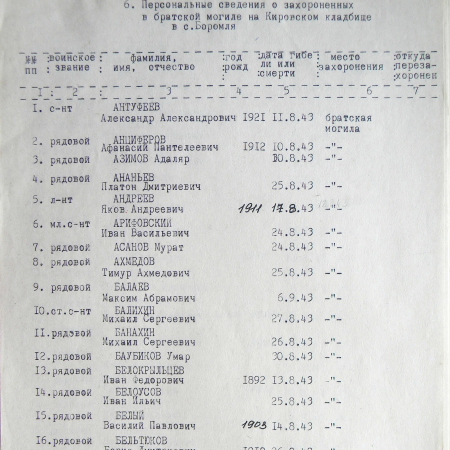 6. Персональные сведения о захороненных
в братской могиле на Кировском кладбище
в с.Боромля
№№ :воинское: фамилия, :год :дата гибе: место :откуда
пп :звание : имя, отчество :рожд:ли или :захоронения :переза-
:смерти: :хоронен
1 : 2 : 3 : 4 : 5 : 6 : 7
1. с-нт АНТУФЬЕВ
Александр Александрович 1921 11.8.43 братская
могила
2. рядовой АНЦИФЕРОВ
Афанасий Пантелеевич 1912 10.8.43 -"-
3. рядовой АЗИМОВ Адаляр 10.8.43 -"-
4. рядовой АНАНЬЕВ
Платон Дмитриевич 25.8.43 -"-
5. л-нт АНДРЕЕВ
Яков Андреевич 1911 17.8.43 -"-
6. мл.с-нт АРИФОВСКИЙ
Иван Васильевич 24.8.43 -"-
7. рядовой АСАНОВ Мурат 24.8.43 -"-
8. рядовой АХМЕДОВ
Тимур Ахмедович 25.8.43 -"-
9. рядовой БАЛАЕВ
Максим Абрамович 6.9.43 -"-
10.ст.с-нт БАЛИХИН
Михаил Сергеевич 27.8.43 -"-
11.рядовой БАНАХИН
Михаил Сергеевич 26.8.43 -"-
12.рядовой БАУБИКОВ Умар 30.8.43 -"-
13.рядовой БЕЛОКРЫЛЬЦЕВ
Иван Федорович 1892 13.8.43 -"-
14.рядовой БЕЛОУСОВ
Иван Ильич 25.8.43 -"-
15.рядовой БЕЛЫЙ
Василий Павлович 1903 14.8.43 -"-
16.рядовой БЕЛЬТЮКОВ